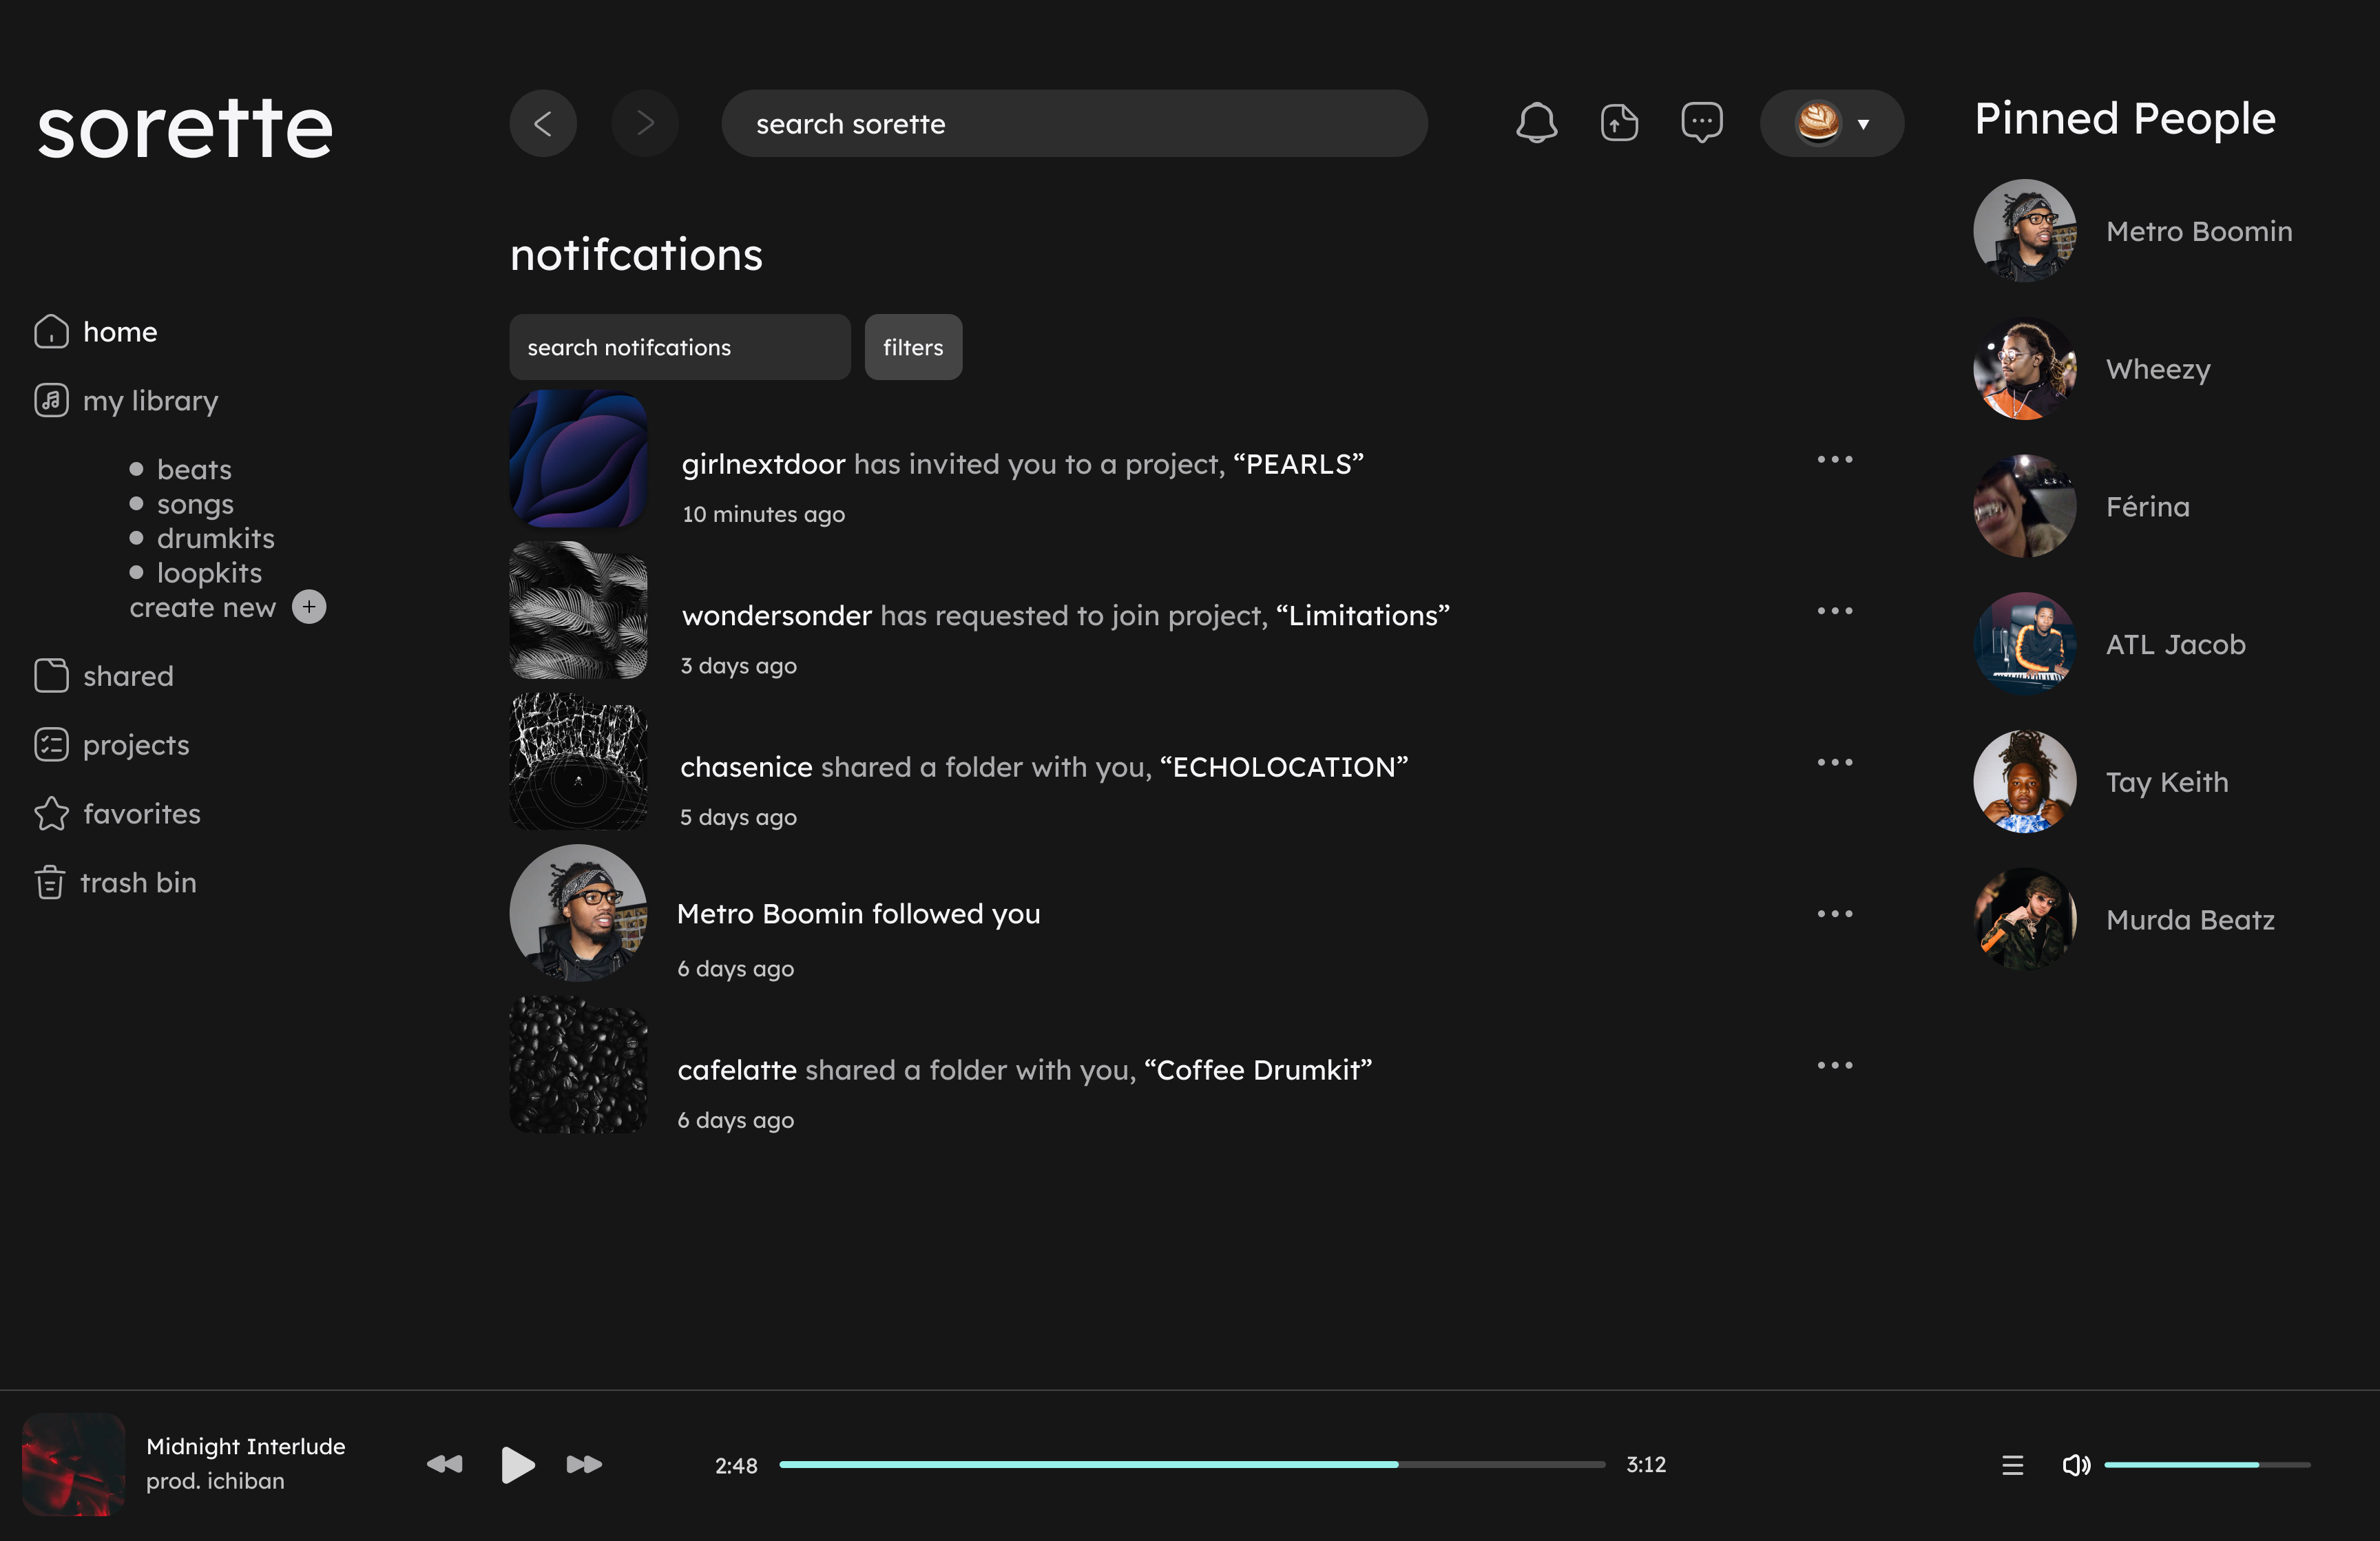 sorette
search sorette
Pinned People
home
my library
beats
songs
drumkits
loopkits
create new
shared
projects
favorites
trash bin
notifcations
search notifcations
filters
girlnextdoor has invited you to a project, “PEARLS”
10 minutes ago
wondersonder has requested to join project, “Limitations”
3 days ago
chasenice shared a folder with you, “ECHOLOCATION”
5 days ago
Metro Boomin followed you
6 days ago
cafelatte shared a folder with you, “Coffee Drumkit”
6 days ago
Metro Boomin
Wheezy
Férina
ATL Jacob
Tay Keith
Murda Beatz
Midnight Interlude
prod. ichiban
2:48
3:12